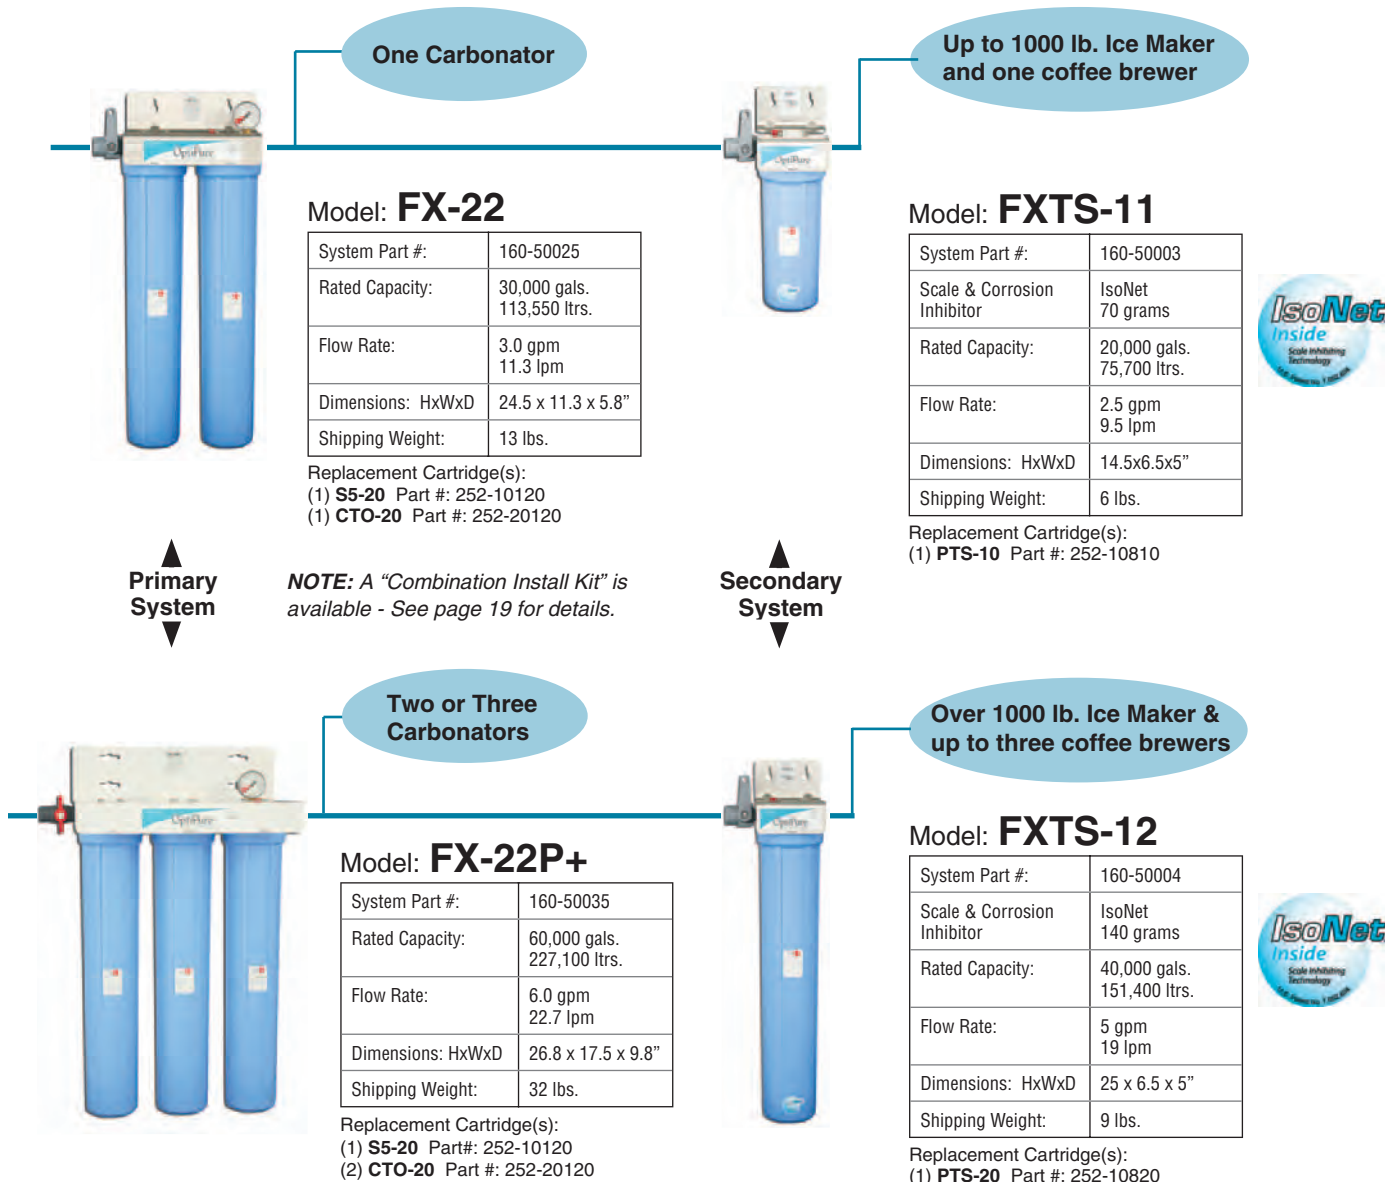 One Carbonator
Up to 1000 lb. Ice Maker
and one coffee brewer
OptiPure
OptiPure
Model: FX-22
System Part #: 160-50025
Rated Capacity: 30,000 gals.
113,550 ltrs.
Flow Rate: 3.0 gpm
11.3 lpm
Dimensions: HxWxD 24.5 x 11.3 x 5.8”
Shipping Weight: 13 lbs.
Replacement Cartridge(s):
(1) S5-20 Part #: 252-10120
(1) CTO-20 Part #: 252-20120
Model: FXTS-11
System Part #: 160-50003
Scale & Corrosion IsoNet
Inhibitor 70 grams
Rated Capacity: 20,000 gals.
75,700 ltrs.
Flow Rate: 2.5 gpm
9.5 lpm
Dimensions: HxWxD 14.5x6.5x5”
Shipping Weight: 6 lbs.
Replacement Cartridge(s):
(1) PTS-10 Part #: 252-10810
IsoNet
Inside
Scale Inhibiting
Technology
Primary
System
NOTE: A “Combination Install Kit” is
available - See page 19 for details.
Secondary
System
Two or Three
Carbonators
Over 1000 lb. Ice Maker &
up to three coffee brewers
OptiPure
OptiPure
Model: FX-22P+
System Part #: 160-50035
Rated Capacity: 60,000 gals.
227,100 ltrs.
Flow Rate: 6.0 gpm
22.7 lpm
Dimensions: HxWxD 26.8 x 17.5 x 9.8”
Shipping Weight: 32 lbs.
Replacement Cartridge(s):
(1) S5-20 Part#: 252-10120
(2) CTO-20 Part #: 252-20120
Model: FXTS-12
System Part #: 160-50004
Scale & Corrosion IsoNet
Inhibitor 140 grams
Rated Capacity: 40,000 gals.
151,400 ltrs.
Flow Rate: 5 gpm
19 lpm
Dimensions: HxWxD 25 x 6.5 x 5”
Shipping Weight: 9 lbs.
Replacement Cartridge(s):
(1) PTS-20 Part #: 252-10820
IsoNet
Inside
Scale Inhibiting
Technology